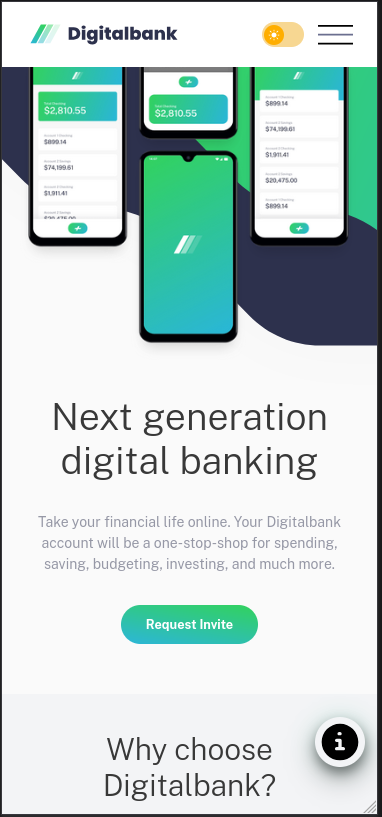 Digitalbank
$2,810.55
$899.14
$74,199.61
$1,911.41
$2,810.55
$899.14
$74,199.61
$1,911.41
$20,475.00
$899.14
Next generation
digital banking
Take your financial life online. Your Digitalbank
account will be a one-stop-shop for spending,
saving, budgeting, investing, and much more.
Request Invite
Why choose
Digitalbank?